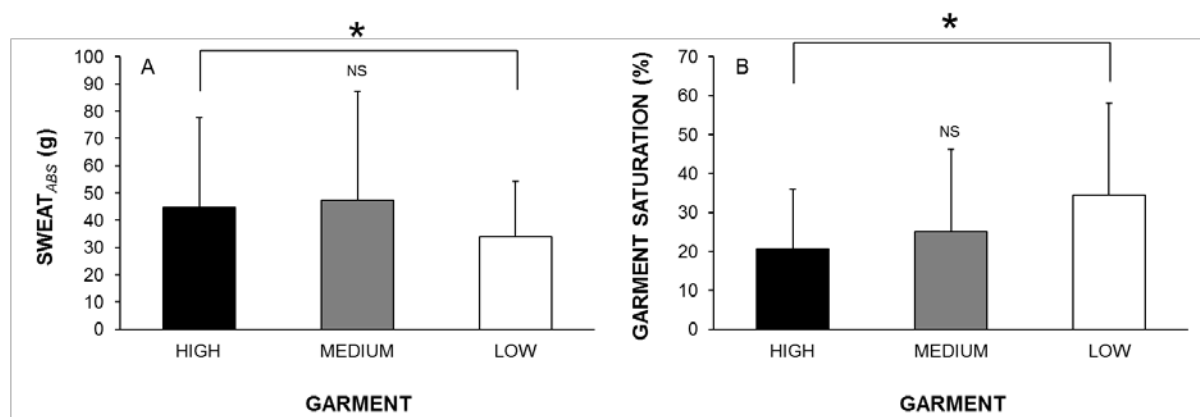 *
A
NS
SWEAT ABS (g)
100
90
80
70
60
50
40
30
20
10
0
HIGH MEDIUM LOW
GARMENT
*
B
NS
GARMENT SATURATION (%)
70
60
50
40
30
20
10
0
HIGH MEDIUM LOW
GARMENT